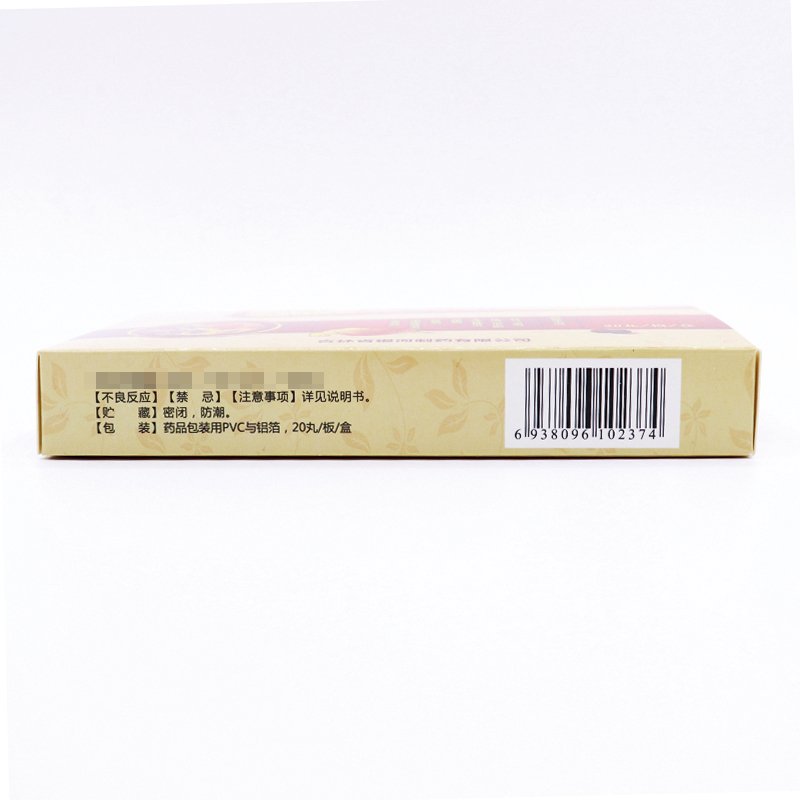 【不良反应】【禁　忌】【注意事项】详见说明书。
【贮　藏】密闭，防潮。
【包　装】药品包装用PVC与铝箔，20丸/板/盒
6 938096 102374